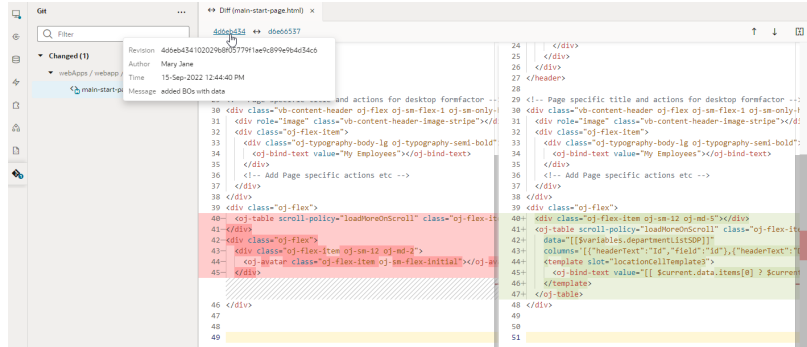 Git
...
Diff (main-start-page.html) ×
Filter
4d6eb434 ↔ d6e66537
Changed (1)
webApps / webapp /
main-start-pa
Revision 4d6eb434102029b8f05779f1ae9c899e9b4d34c6
Author Mary Jane
Time 15-Sep-2022 12:44:40 PM
Message added BOs with data
30 <div class="vb-content-header oj-flex oj-sm-flex-1 oj-sm-only-h
31 <div role="image" class="vb-content-header-image-stripe"></d
32 <div class="oj-flex-item">
33 <div class="oj-typography-body-lg oj-typography-semi-bold"
34 <oj-bind-text value="My Employees"></oj-bind-text>
35 </div>
36 <!-- Add Page specific actions etc -->
37 </div>
38 </div>
39 <div class="oj-flex">
40- <oj-table scroll-policy="loadMoreOnScroll" class="oj-flex-it
41- </div>
42- <div class="oj-flex">
43- <div class="oj-flex-item oj-sm-12 oj-md-2">
44- <oj-avatar class="oj-flex-item oj-sm-flex-initial"></oj-av
45- </div>
46 </div>
47
48
49
24 </div>
25 </div>
26 </div>
27 </header>
28
29 <!-- Page specific title and actions for desktop formfactor --
30 <div class="vb-content-header oj-flex oj-sm-flex-1 oj-sm-only-h
31 <div role="image" class="vb-content-header-image-stripe"></d
32 <div class="oj-flex-item">
33 <div class="oj-typography-body-lg oj-typography-semi-bold"
34 <oj-bind-text value="My Employees"></oj-bind-text>
35 </div>
36 <!-- Add Page specific actions etc -->
37 </div>
38 </div>
39 <div class="oj-flex">
40+ <div class="oj-flex-item oj-sm-12 oj-md-5"></div>
41+ <oj-table scroll-policy="loadMoreOnScroll" class="oj-flex-it
42+ data="[[$variables.departmentListSDP]]"
43+ columns='[{"headerText":"Id","field":"id"},{"headerText":"
44+ <template slot="locationCellTemplate3">
45+ <oj-bind-text value="[[ $current.data.items[0] ? $current
46+ </template>
47+ </oj-table>
48 </div>
49
50
51